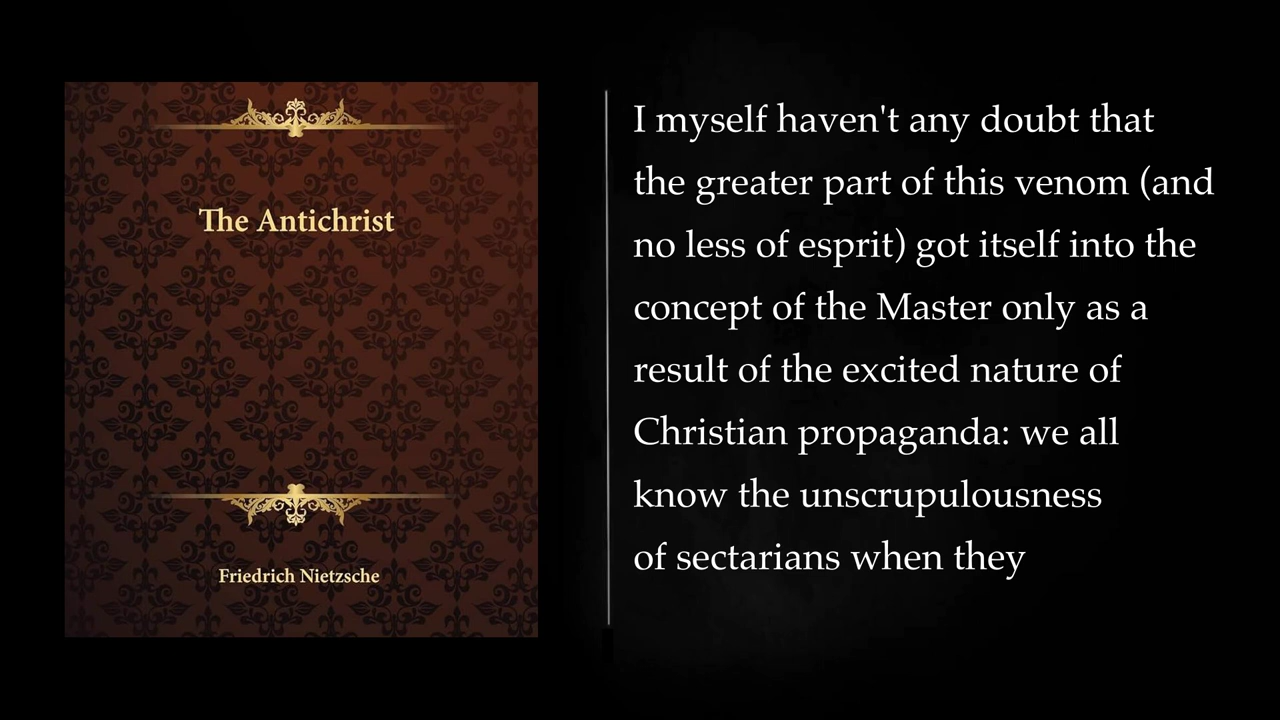 The Antichrist
Friedrich Nietzsche
I myself haven't any doubt that
the greater part of this venom (and
no less of esprit) got itself into the
concept of the Master only as a
result of the excited nature of
Christian propaganda: we all
know the unscrupulousness
of sectarians when they